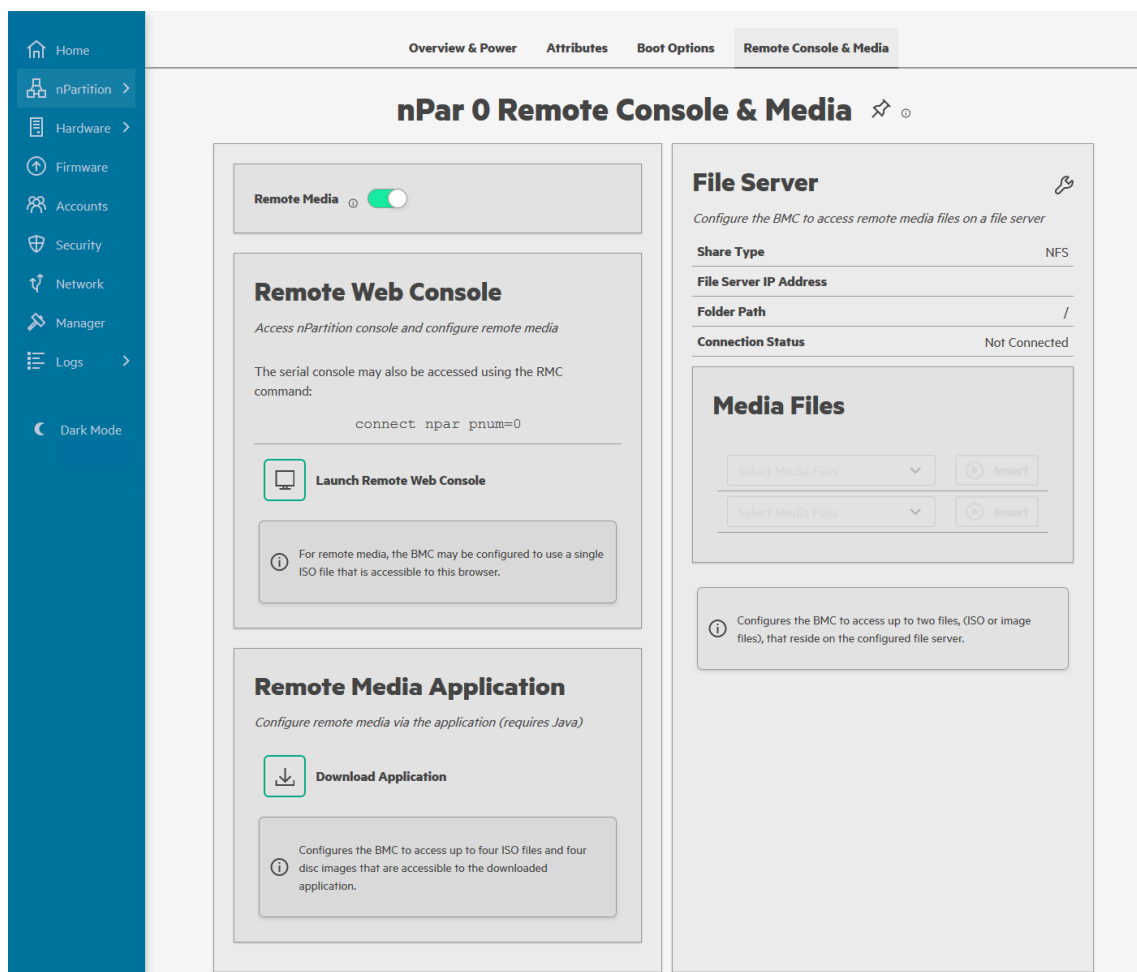 Home
nPartition
Hardware
Firmware
Accounts
Security
Network
Manager
Logs
Dark Mode
Overview & Power
Attributes
Boot Options
Remote Console & Media
nPar 0 Remote Console & Media
Remote Media
Remote Web Console
Access nPartition console and configure remote media
The serial console may also be accessed using the RMC
command:
connect npar pnum=0
Launch Remote Web Console
For remote media, the BMC may be configured to use a single
ISO file that is accessible to this browser.
Remote Media Application
Configure remote media via the application (requires Java)
Download Application
Configures the BMC to access up to four ISO files and four
disc images that are accessible to the downloaded
application.
File Server
Configure the BMC to access remote media files on a file server
Share Type NFS
File Server IP Address
Folder Path /
Connection Status Not Connected
Media Files
Select Media Files Insert
Select Media Files Insert
Configures the BMC to access up to two files, (ISO or image
files), that reside on the configured file server.